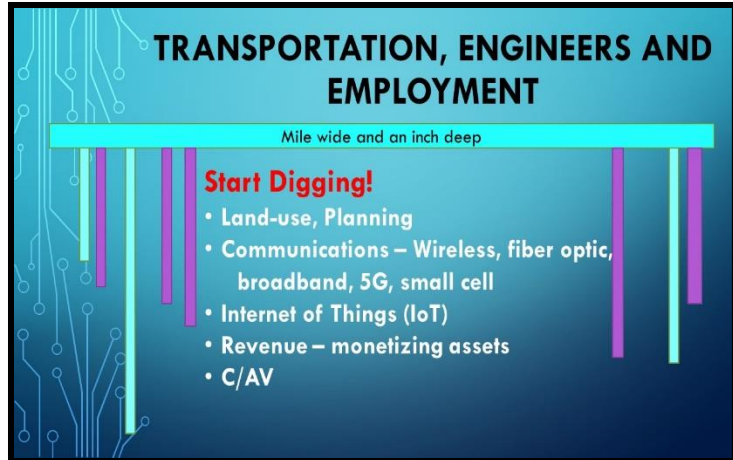 TRANSPORTATION, ENGINEERS AND
EMPLOYMENT
Mile wide and an inch deep
Start Digging!
• Land-use, Planning
• Communications – Wireless, fiber optic,
broadband, 5G, small cell
• Internet of Things (IoT)
• Revenue – monetizing assets
• C/AV